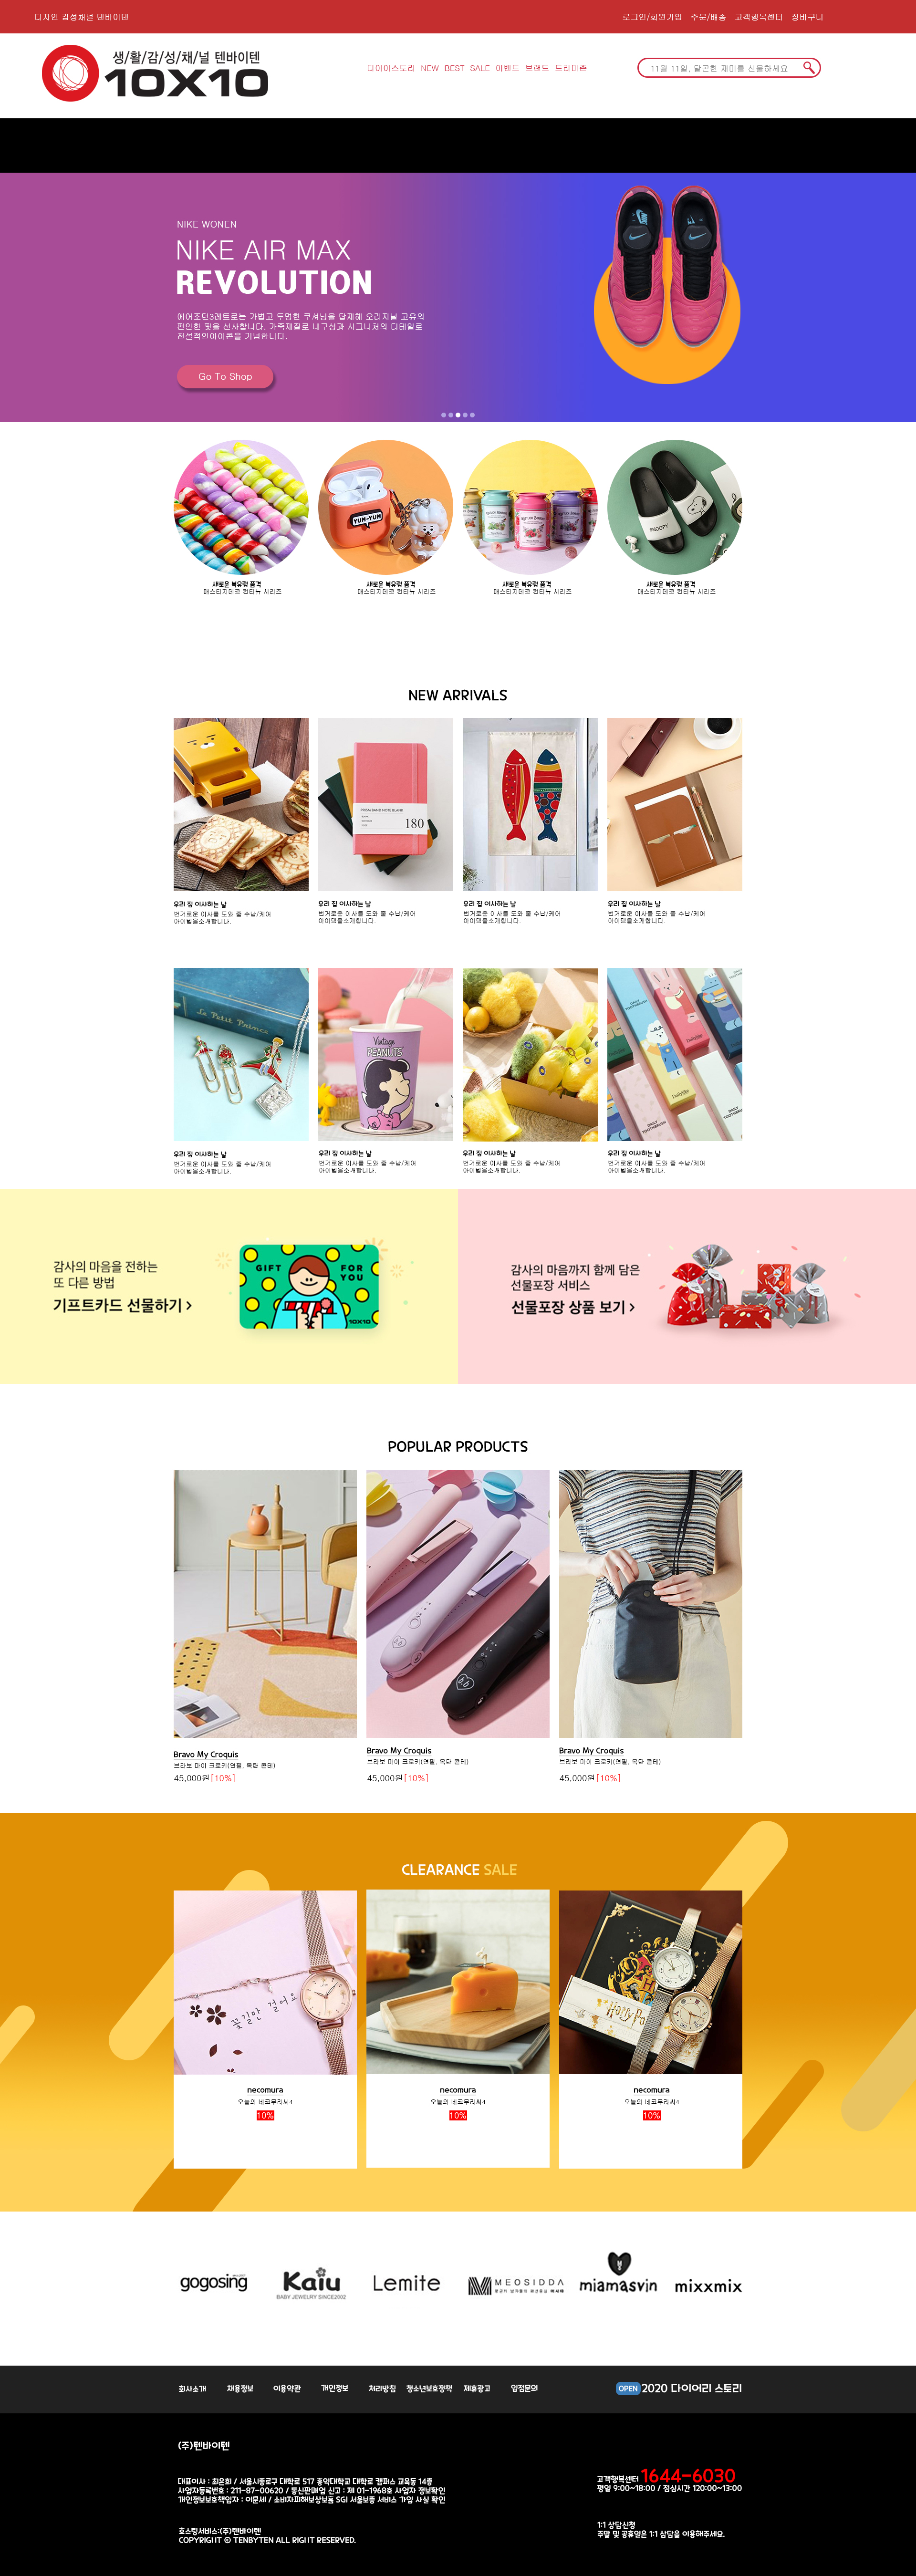 디자인 감성채널 텐바이텐
로그인/회원가입 주문/배송 고객행복센터 장바구니
생/활/감/성/채/널 텐바이텐
10X10
다이어스토리 NEW BEST SALE 이벤트 브랜드 드라마존
11월 11일, 달콘한 재미를 선물하세요
NIKE WONEN
NIKE AIR MAX
REVOLUTION
에어조던3레트로는 가볍고 투명한 쿠셔닝을 탑재해 오리지널 고유의
편안한 핏을 선사합니다. 가죽재질로 내구성과 시그니처의 디테일로
전설적인아이콘을 기념합니다.
Go To Shop
YUM-YUM
SNOOPY
새로운 북유럽 품격
매스티지데코 컨티뉴 시리즈
새로운 북유럽 품격
매스티지데코 컨티뉴 시리즈
새로운 북유럽 품격
매스티지데코 컨티뉴 시리즈
새로운 북유럽 품격
매스티지데코 컨티뉴 시리즈
NEW ARRIVALS
180
우리 집 이사하는 날
번거로운 이사를 도와 줄 수납/케어
아이템을소개합니다.
우리 집 이사하는 날
번거로운 이사를 도와 줄 수납/케어
아이템을소개합니다.
우리 집 이사하는 날
번거로운 이사를 도와 줄 수납/케어
아이템을소개합니다.
우리 집 이사하는 날
번거로운 이사를 도와 줄 수납/케어
아이템을소개합니다.
Le Petit Prince
Vintage
PEANUTS
우리 집 이사하는 날
번거로운 이사를 도와 줄 수납/케어
아이템을소개합니다.
우리 집 이사하는 날
번거로운 이사를 도와 줄 수납/케어
아이템을소개합니다.
우리 집 이사하는 날
번거로운 이사를 도와 줄 수납/케어
아이템을소개합니다.
우리 집 이사하는 날
번거로운 이사를 도와 줄 수납/케어
아이템을소개합니다.
감사의 마음을 전하는
또 다른 방법
기프트카드 선물하기 >
GIFT FOR
YOU
10X10
감사의 마음까지 함께 담은
선물포장 서비스
선물포장 상품 보기 >
POPULAR PRODUCTS
Bravo My Croquis
브라보 마이 크로키(연필, 목탄 콘테)
45,000원[10%]
Bravo My Croquis
브라보 마이 크로키(연필, 목탄 콘테)
45,000원[10%]
Bravo My Croquis
브라보 마이 크로키(연필, 목탄 콘테)
45,000원[10%]
CLEARANCE SALE
꽃길만 걸어요
Harry Potter
necomura
오늘의 네코무라씨4
10%
necomura
오늘의 네코무라씨4
10%
necomura
오늘의 네코무라씨4
10%
gogosing
Kaiu
BABY JEWELRY SINCE2002
Lemite
MEOSIDDA
miamasvin
mixxmix
회사소개 채용정보 이용약관 개인정보 처리방침 청소년보호정책 제휴광고 입점문의
OPEN 2020 다이어리 스토리
(주)텐바이텐
대표이사 : 최은희 / 서울시종로구 대학로 517 홍익대학교 대학로 캠퍼스 교육동 14층
사업자등록번호 : 211-87-00620 / 통신판매업 신고 : 제 01-1968호 사업자 정보확인
개인정보보호책임자 : 이문세 / 소비자피해보상보홈 SGI 서울보증 서비스 가입 사실 확인
호스팅서비스:(주)텐바이텐
COPYRIGHT © TENBYTEN ALL RIGHT RESERVED.
고객행복센터 1644-6030
평일 9:00~18:00 / 점심시간 120:00~13:00
1:1 상담신청
주말 및 공휴일은 1:1 상담을 이용해주세요.